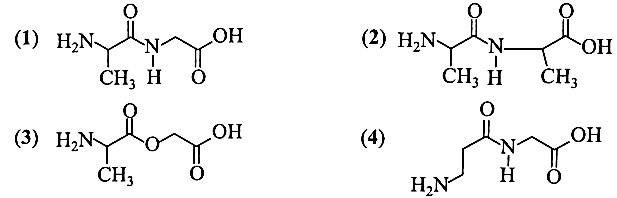 (1) H₂N O N H CH₃ O OH
(2) H₂N O N H CH₃ CH₃ O OH
(3) H₂N O O CH₃ O OH
(4) H₂N O N H O OH